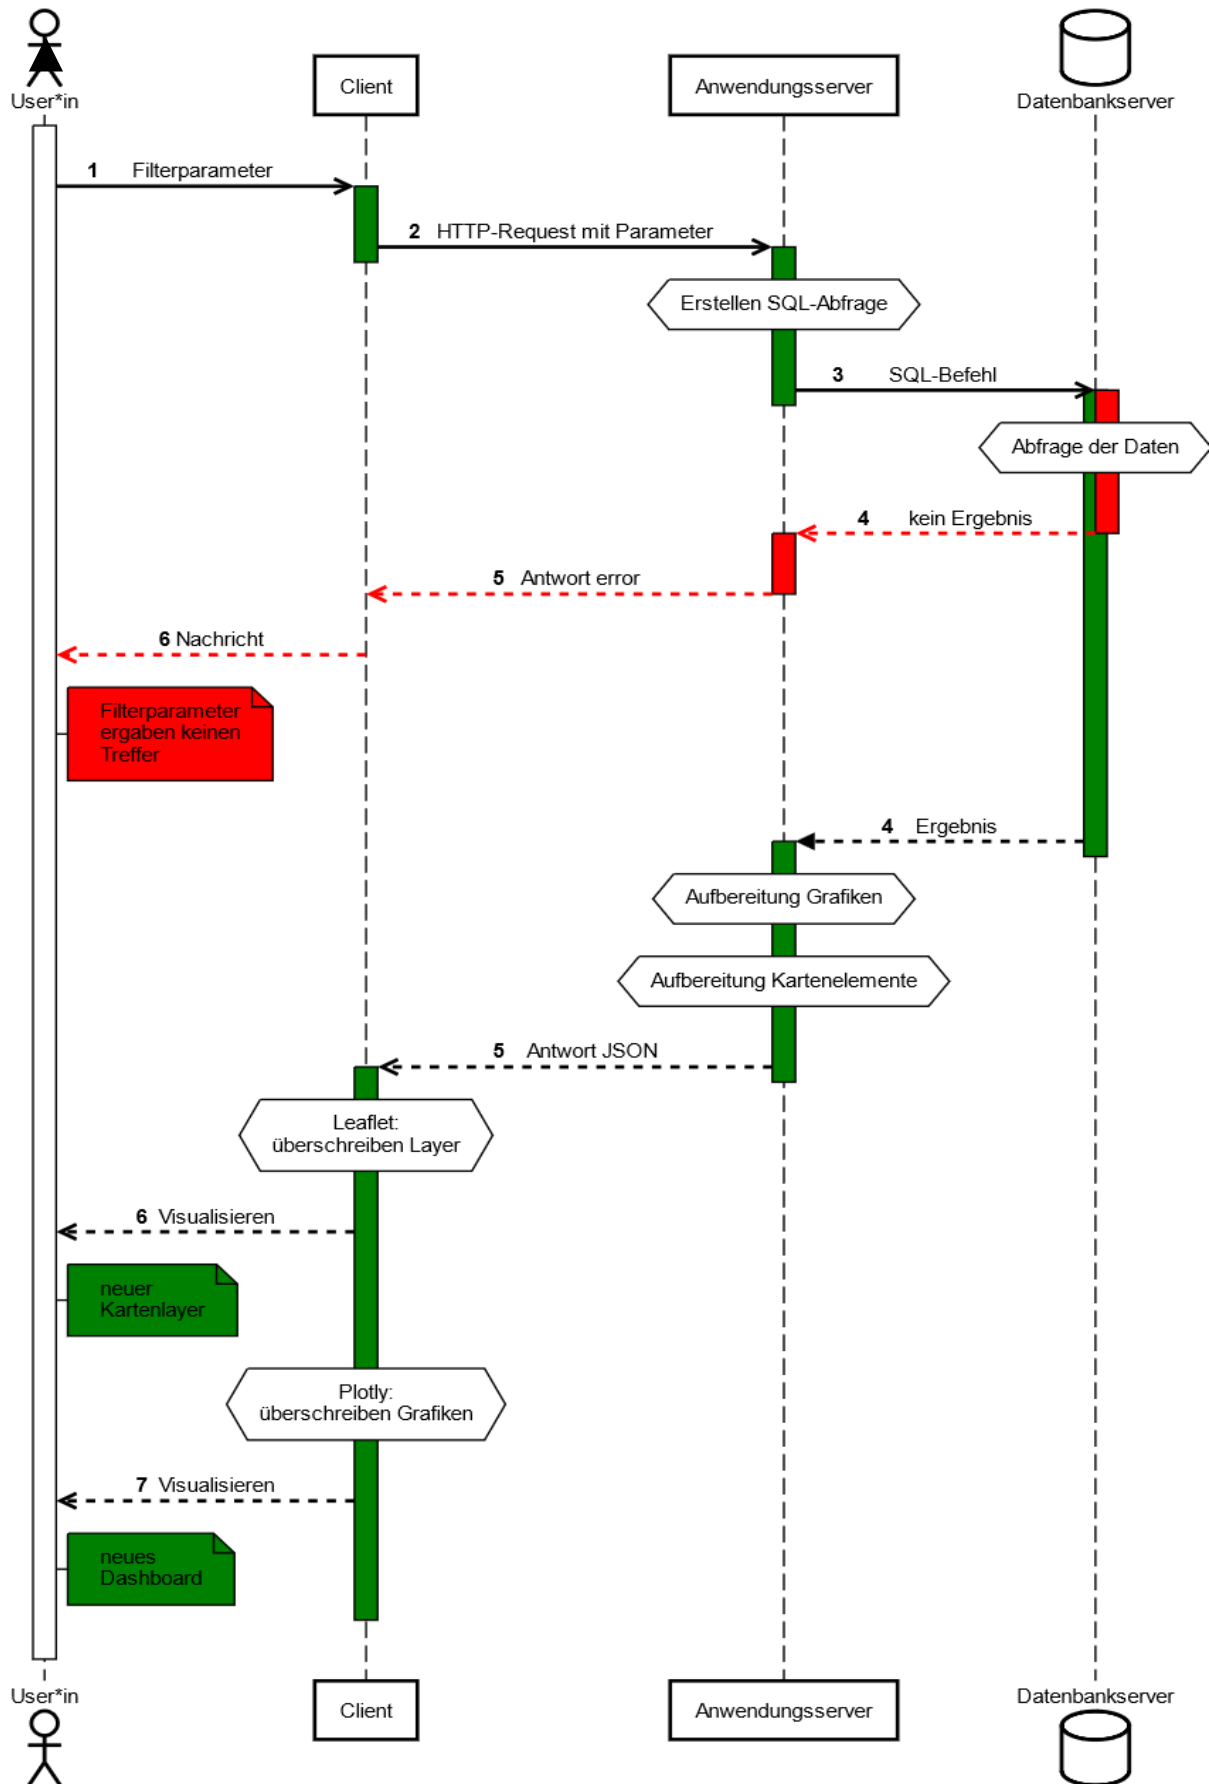 User*in
Client
Anwendungsserver
Datenbankserver
1 Filterparameter
2 HTTP-Request mit Parameter
Erstellen SQL-Abfrage
3 SQL-Befehl
Abfrage der Daten
4 kein Ergebnis
5 Antwort error
6 Nachricht
Filterparameter
ergaben keinen
Treffer
4 Ergebnis
Aufbereitung Grafiken
Aufbereitung Kartenelemente
5 Antwort JSON
Leaflet:
überschreiben Layer
6 Visualisieren
neuer
Kartenlayer
Plotly:
überschreiben Grafiken
7 Visualisieren
neues
Dashboard
User*in
Client
Anwendungsserver
Datenbankserver